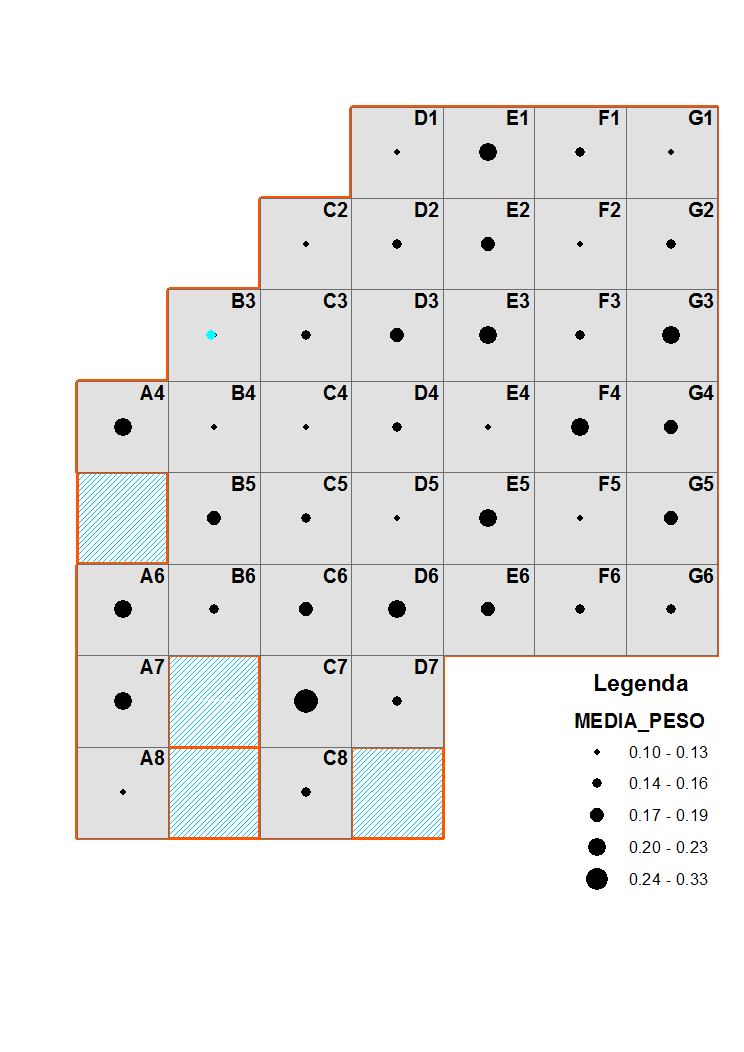 D1 E1 F1 G1
C2 D2 E2 F2 G2
B3 C3 D3 E3 F3 G3
A4 B4 C4 D4 E4 F4 G4
B5 C5 D5 E5 F5 G5
A6 B6 C6 D6 E6 F6 G6
A7 C7 D7
A8 C8
Legenda
MEDIA_PESO
0.10 - 0.13
0.14 - 0.16
0.17 - 0.19
0.20 - 0.23
0.24 - 0.33